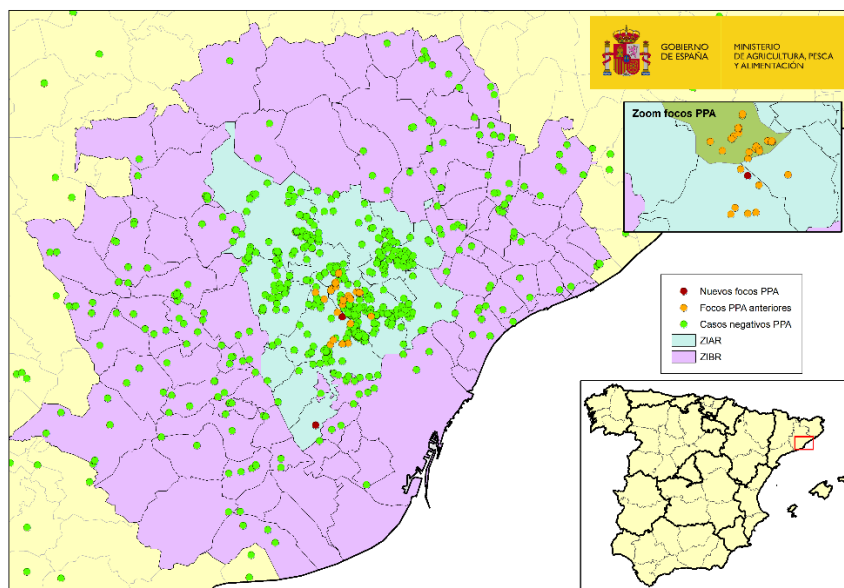 GOBIERNO
DE ESPAÑA
MINISTERIO
DE AGRICULTURA, PESCA
Y ALIMENTACIÓN
Zoom focos PPA
Nuevos focos PPA
Focos PPA anteriores
Casos negativos PPA
ZIAR
ZIBR